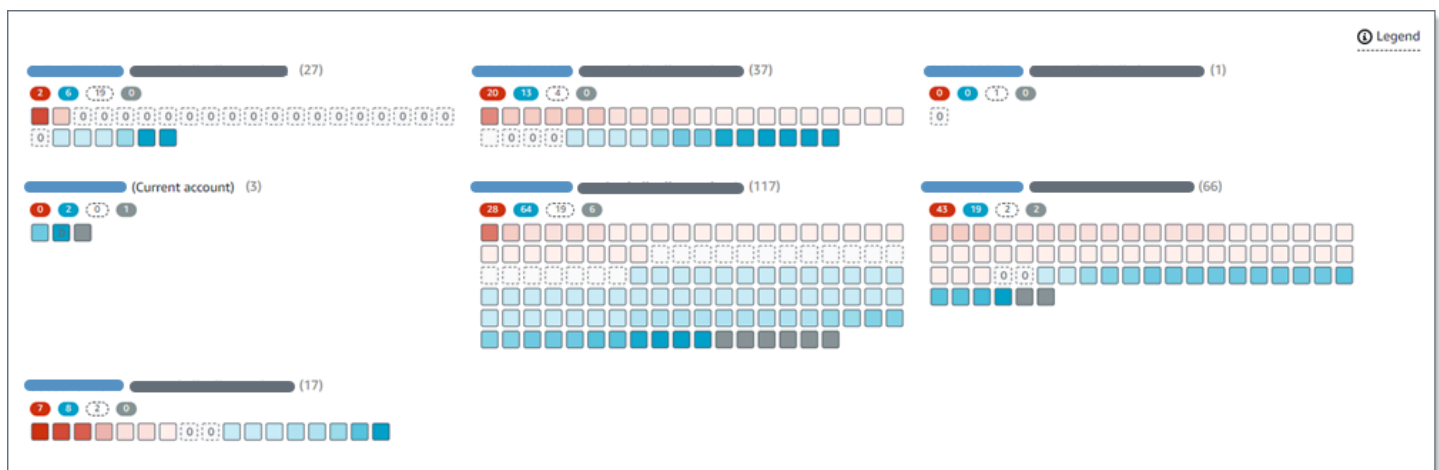 Legend
(27) (37) (1)
2 6 19 0 20 13 4 0 0 0 1 0
0 0 0 0 0 0 0 0 0 0 0 0 0 0 0 0 0 0 0
0 0 0 0
(Current account) (3) (117) (66)
0 2 0 1 28 64 19 6 43 19 2 2
0 0
(17)
7 8 2 0
0 0